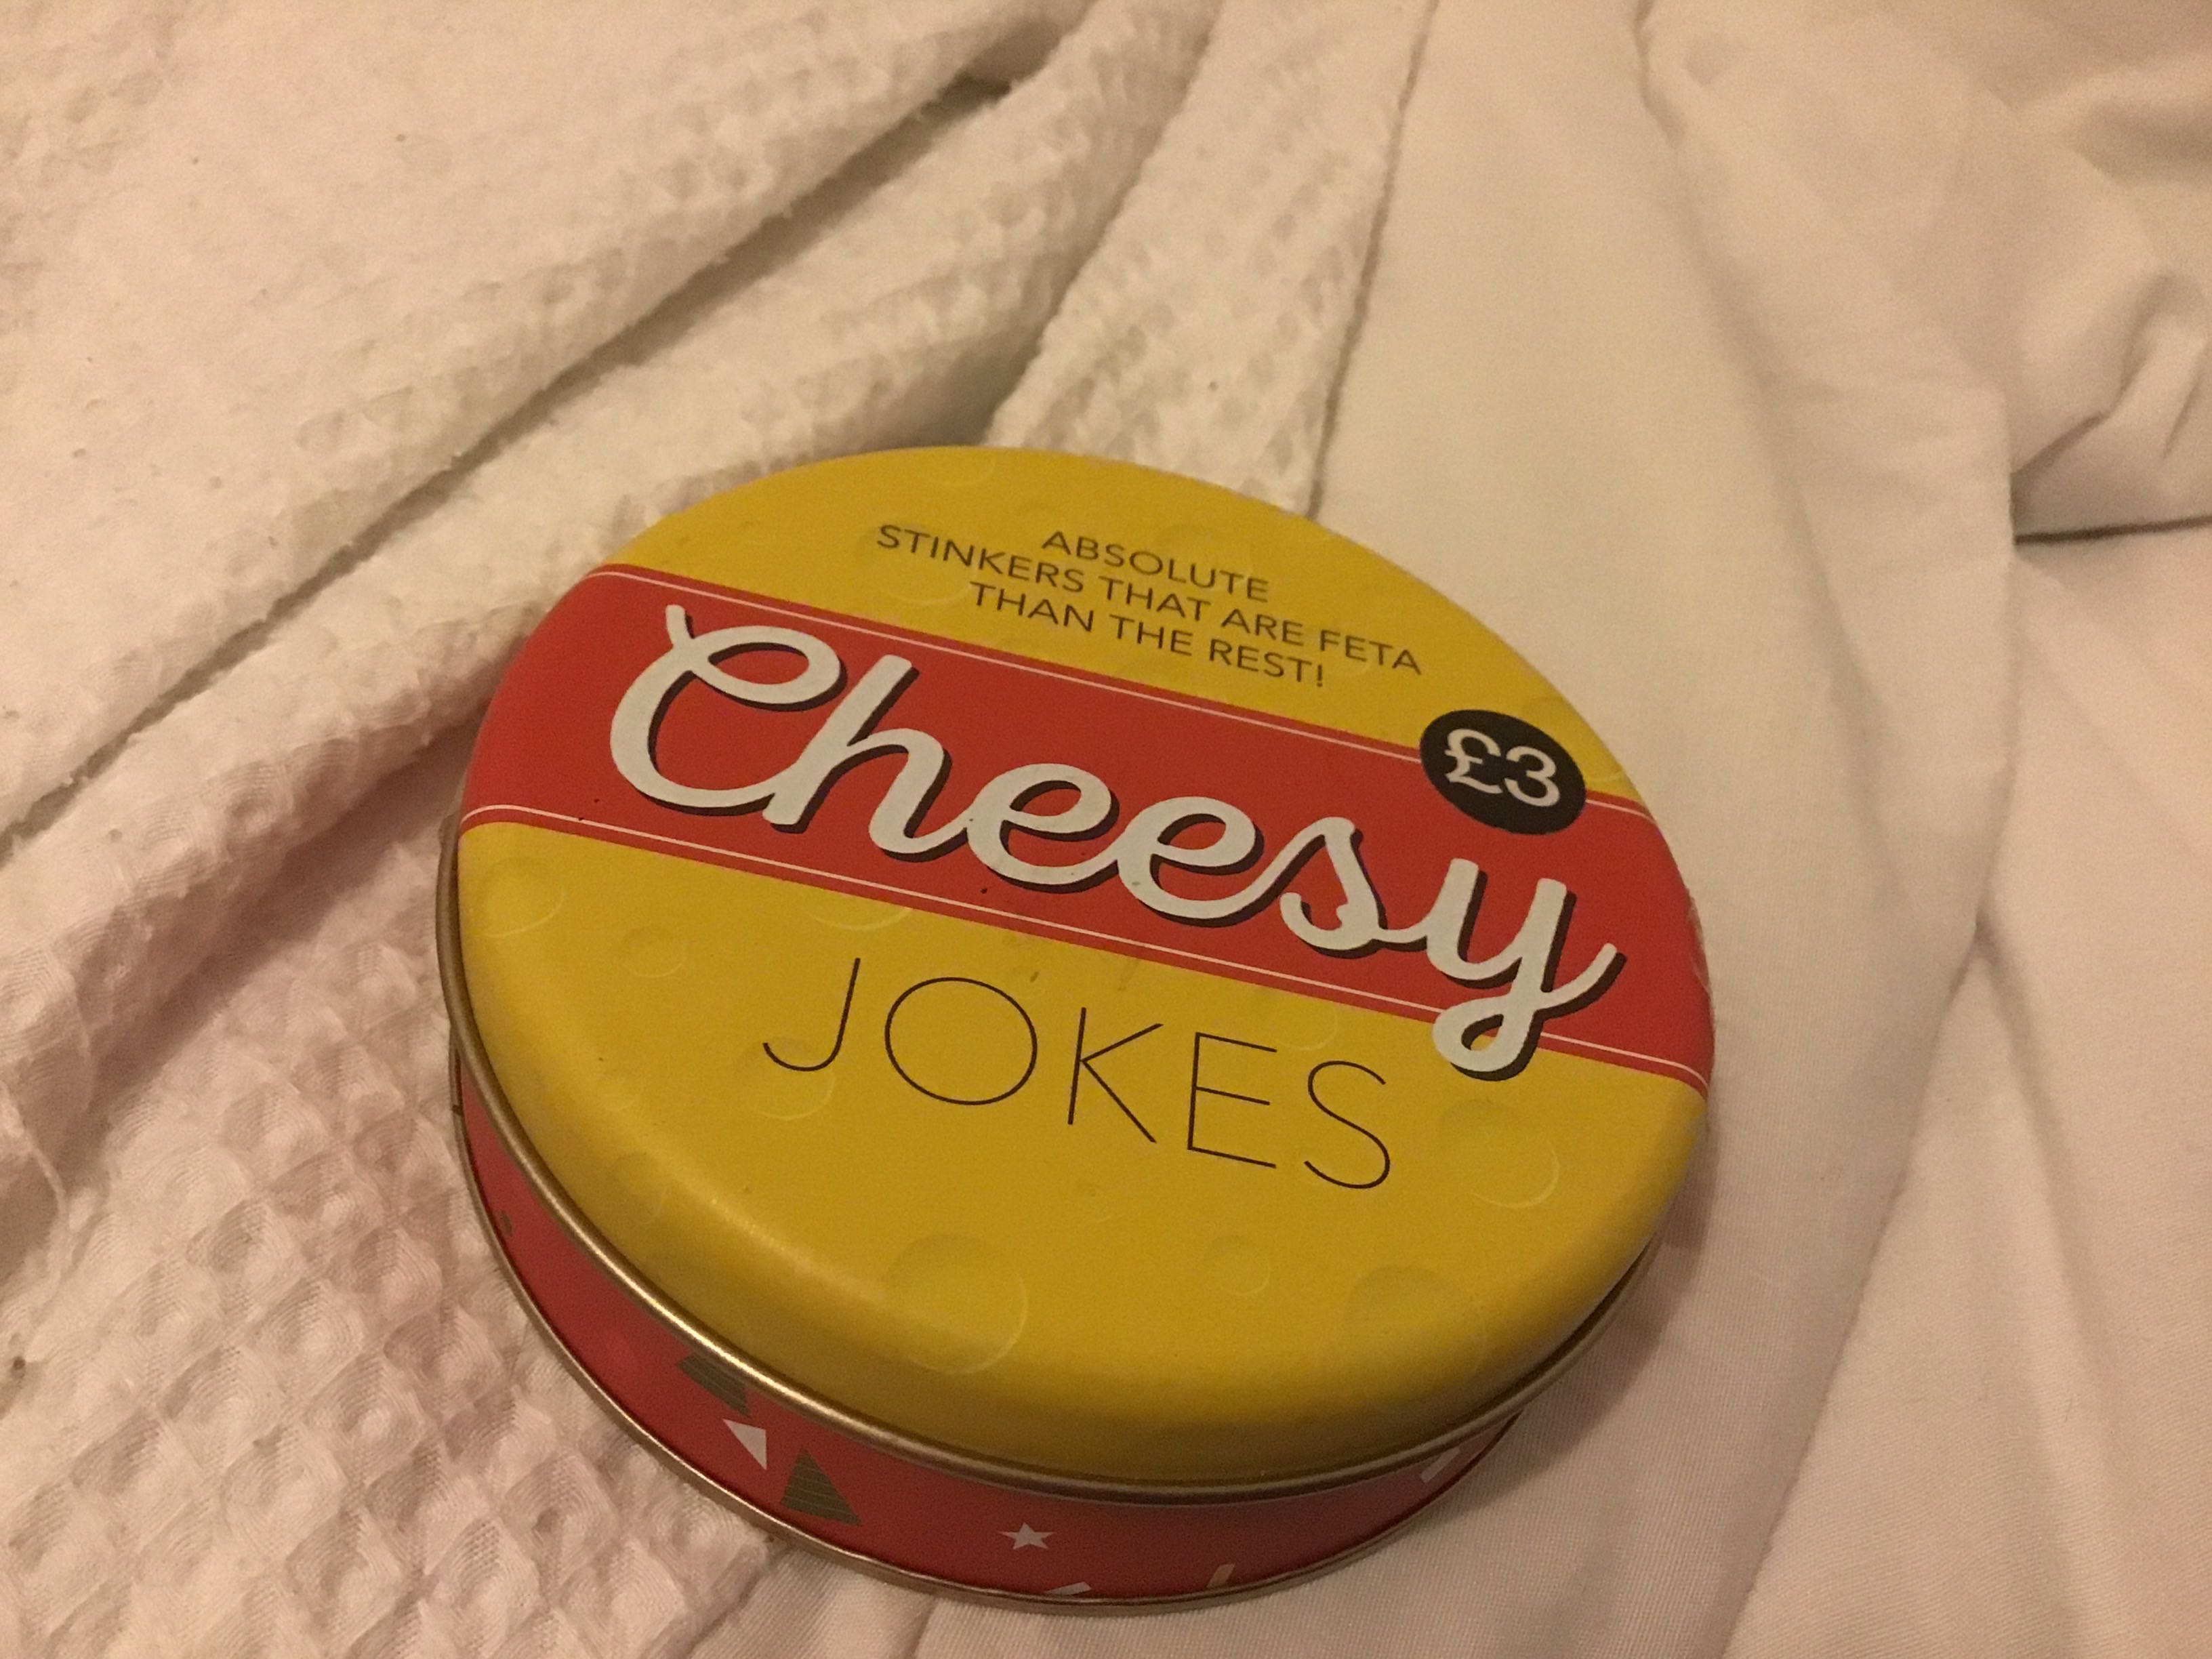 ABSOLUTE
STINKERS THAT ARE FETA
THAN THE REST!
£3
Cheesy
JOKES